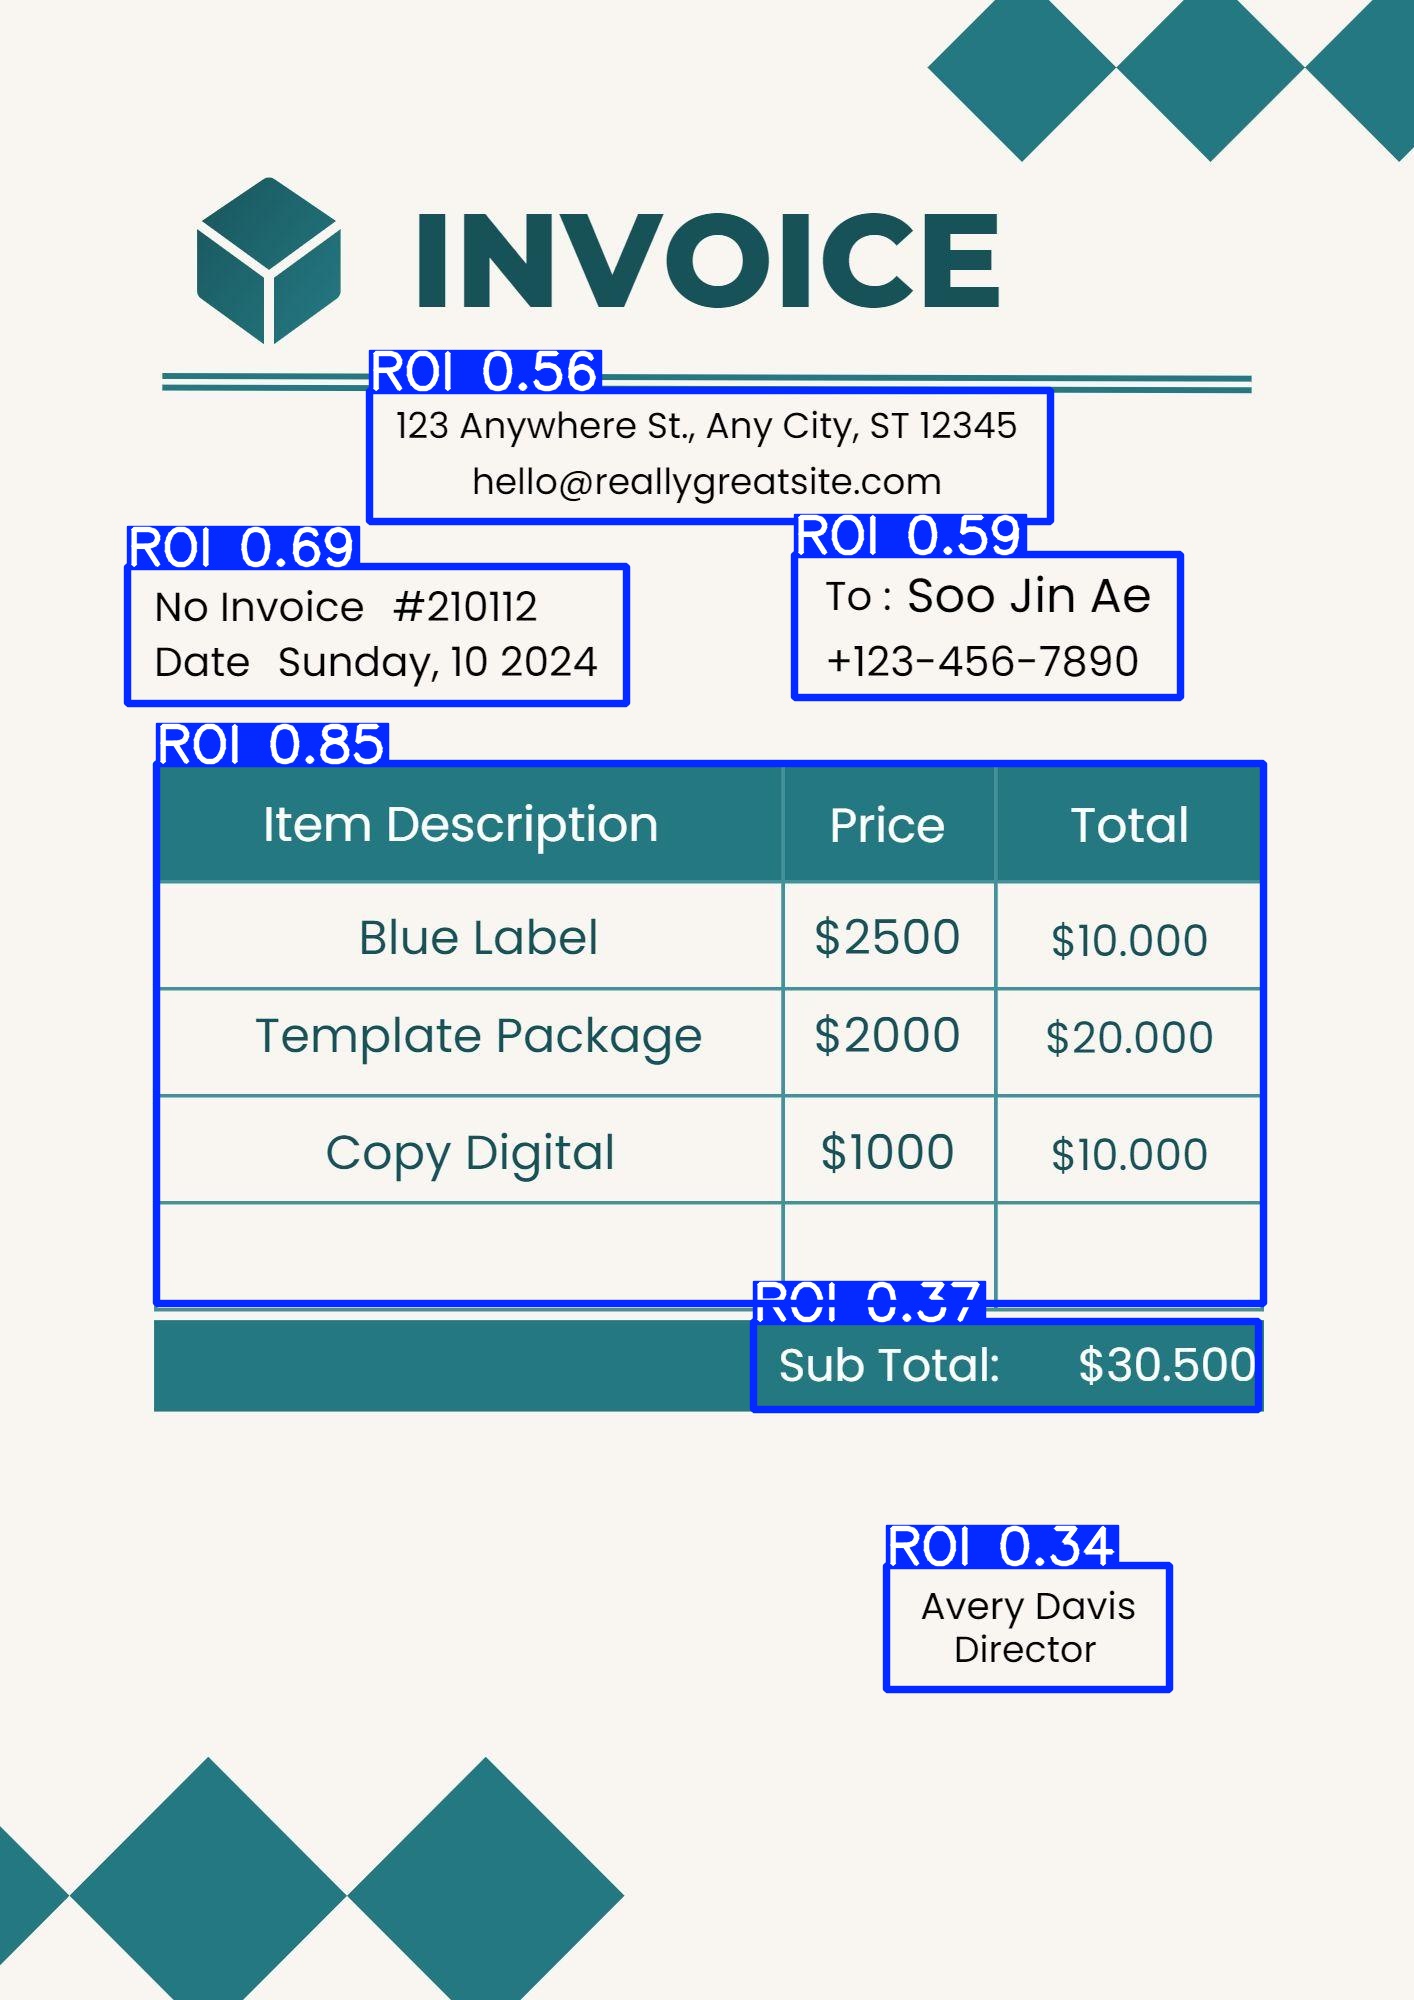 INVOICE
ROI 0.56
123 Anywhere St., Any City, ST 12345
hello@reallygreatsite.com
ROI 0.69
No Invoice #210112
Date Sunday, 10 2024
ROI 0.59
To : Soo Jin Ae
+123-456-7890
ROI 0.85
Item Description Price Total
Blue Label $2500 $10.000
Template Package $2000 $20.000
Copy Digital $1000 $10.000
ROI 0.37
Sub Total: $30.500
ROI 0.34
Avery Davis
Director